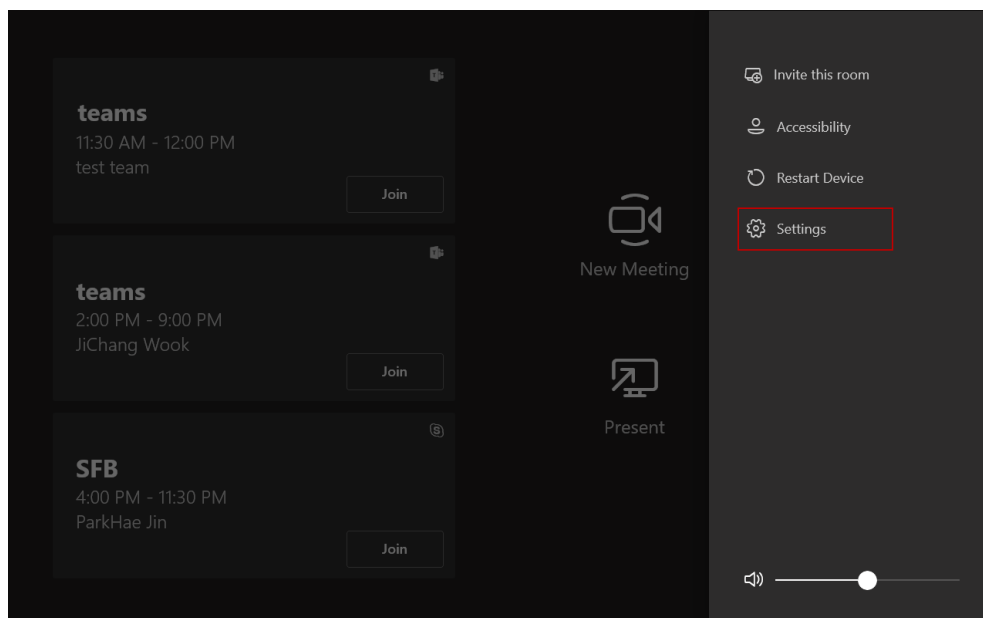 teams
11:30 AM - 12:00 PM
test team
Join
teams
2:00 PM - 9:00 PM
JiChang Wook
Join
SFB
4:00 PM - 11:30 PM
ParkHae Jin
Join
New Meeting
Present
Invite this room
Accessibility
Restart Device
Settings